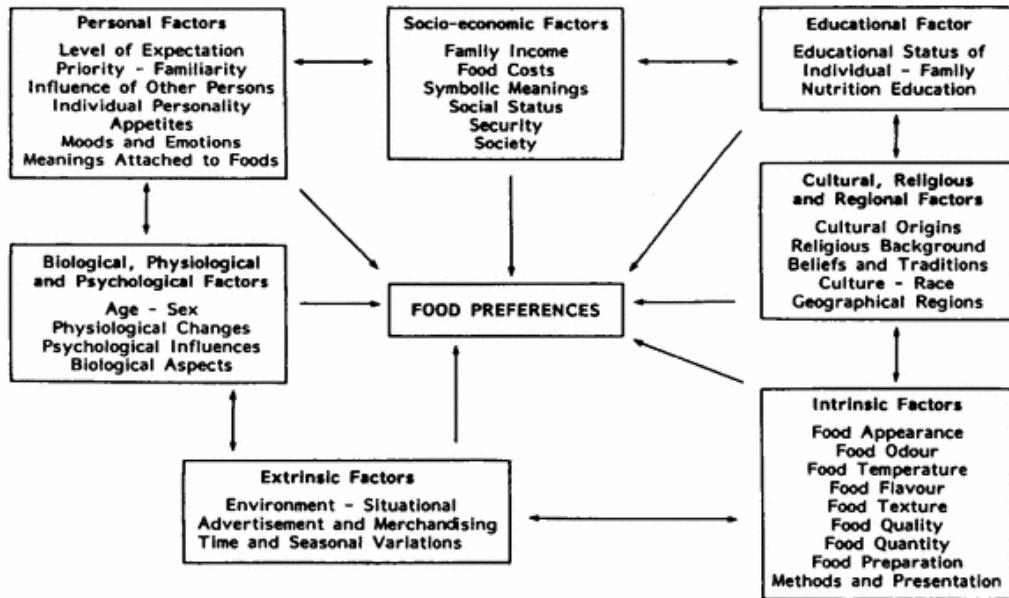 Personal Factors
Level of Expectation
Priority - Familiarity
Influence of Other Persons
Individual Personality
Appetites
Moods and Emotions
Meanings Attached to Foods
Socio-economic Factors
Family Income
Food Costs
Symbolic Meanings
Social Status
Security
Society
Educational Factor
Educational Status of
Individual - Family
Nutrition Education
Cultural, Religious
and Regional Factors
Cultural Origins
Religious Background
Beliefs and Traditions
Culture - Race
Geographical Regions
Biological, Physiological
and Psychological Factors
Age - Sex
Physiological Changes
Psychological Influences
Biological Aspects
FOOD PREFERENCES
Extrinsic Factors
Environment - Situational
Advertisement and Merchandising
Time and Seasonal Variations
Intrinsic Factors
Food Appearance
Food Odour
Food Temperature
Food Flavour
Food Texture
Food Quality
Food Quantity
Food Preparation
Methods and Presentation